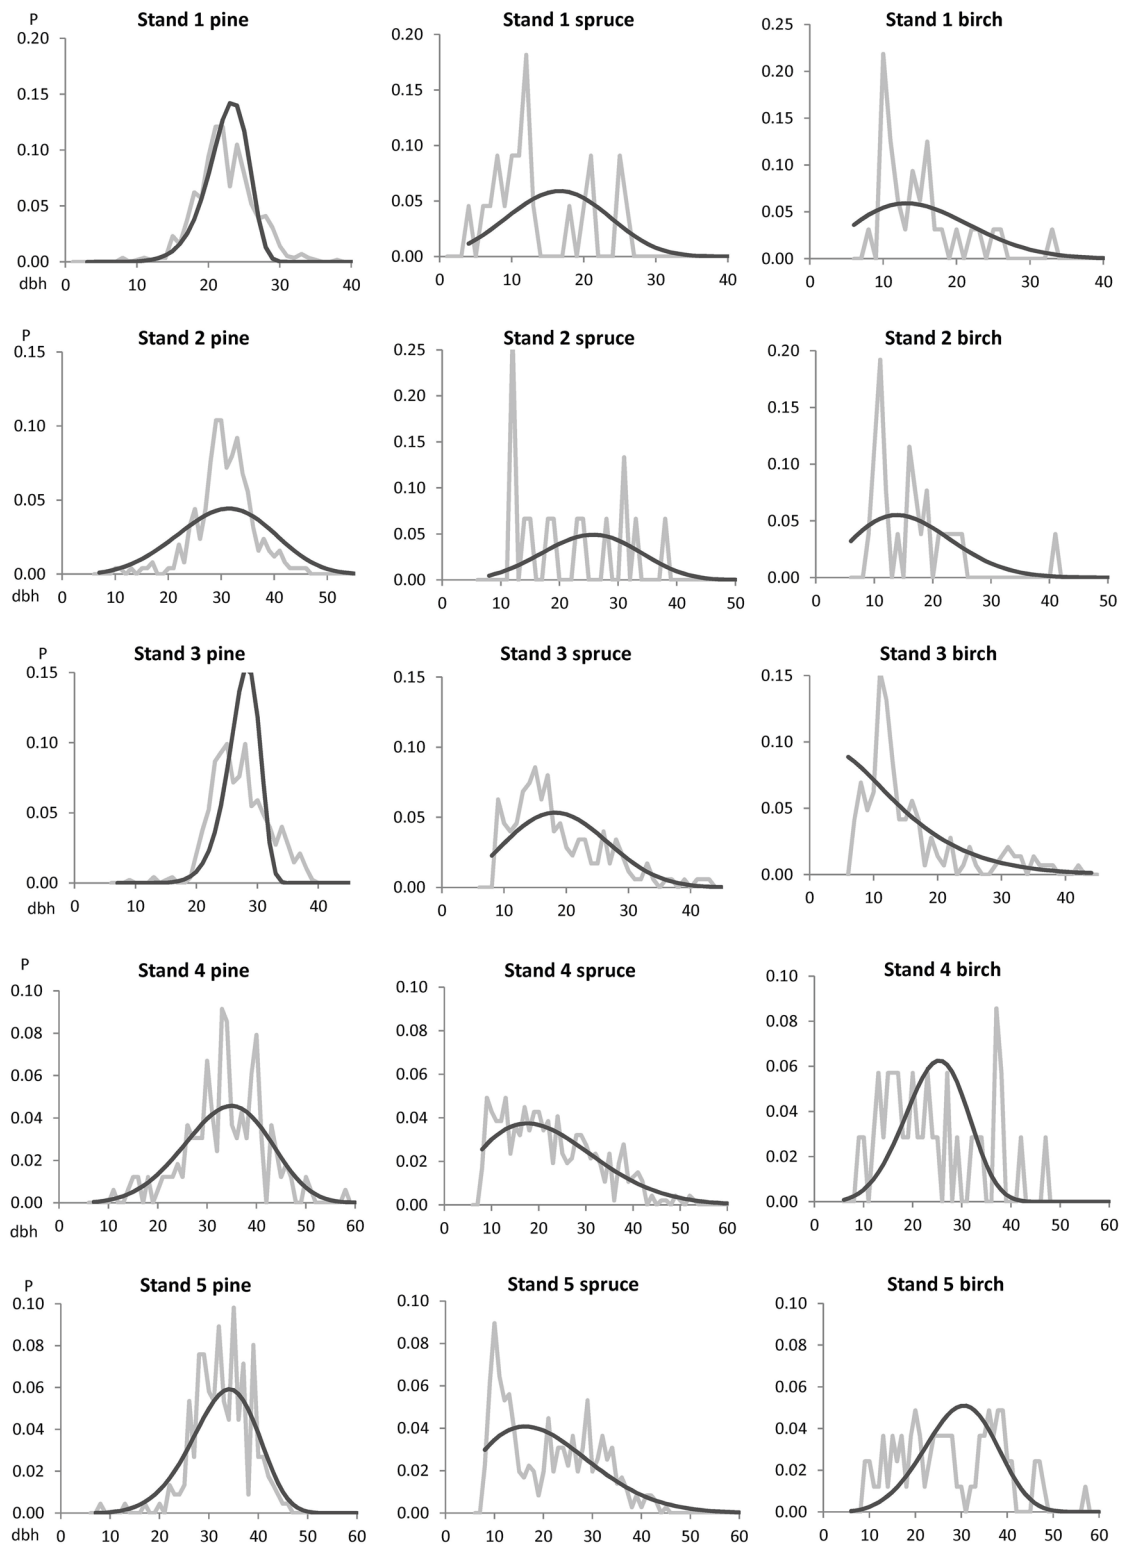 P Stand 1 pine Stand 1 spruce Stand 1 birch
0.20 0.20 0.25
0.15 0.15 0.20
0.10 0.10 0.15
0.05 0.05 0.10
0.00 0.00 0.05
0.00
dbh 0 10 20 30 40 0 10 20 30 40 0 10 20 30 40
P Stand 2 pine Stand 2 spruce Stand 2 birch
0.15 0.25 0.20
0.10 0.20 0.15
0.05 0.15 0.10
0.00 0.10 0.05
0.05 0.00
0.00
dbh 0 10 20 30 40 50 0 10 20 30 40 50 0 10 20 30 40 50
P Stand 3 pine Stand 3 spruce Stand 3 birch
0.15 0.15 0.15
0.10 0.10 0.10
0.05 0.05 0.05
0.00 0.00 0.00
dbh 0 10 20 30 40 0 10 20 30 40 0 10 20 30 40
P Stand 4 pine Stand 4 spruce Stand 4 birch
0.10 0.10 0.10
0.08 0.08 0.08
0.06 0.06 0.06
0.04 0.04 0.04
0.02 0.02 0.02
0.00 0.00 0.00
dbh 0 10 20 30 40 50 60 0 10 20 30 40 50 60 0 10 20 30 40 50 60
P Stand 5 pine Stand 5 spruce Stand 5 birch
0.10 0.10 0.10
0.08 0.08 0.08
0.06 0.06 0.06
0.04 0.04 0.04
0.02 0.02 0.02
0.00 0.00 0.00
dbh 0 10 20 30 40 50 60 0 10 20 30 40 50 60 0 10 20 30 40 50 60